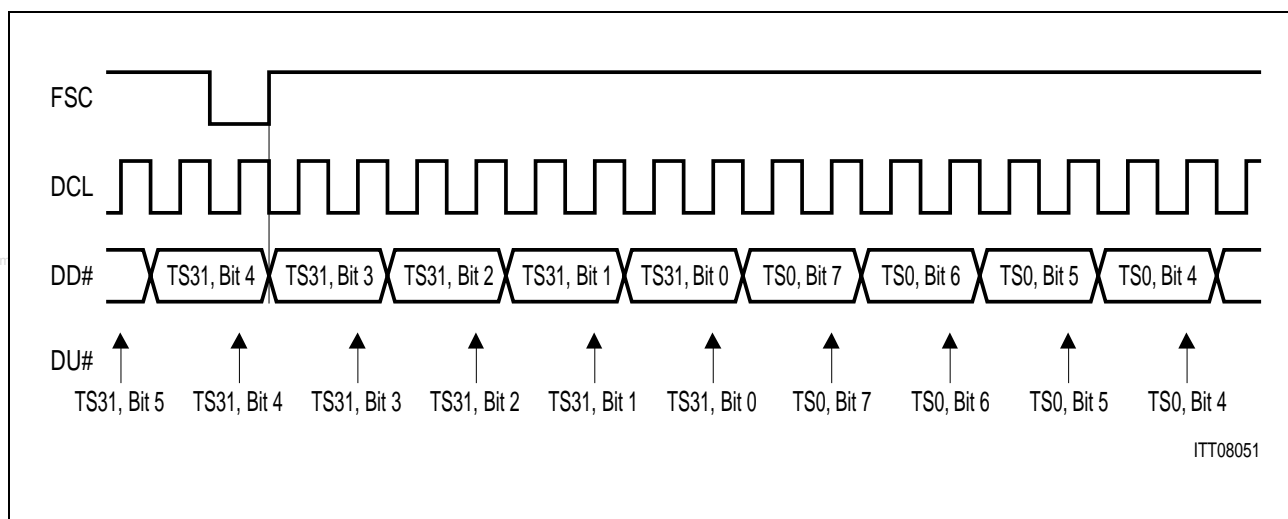 FSC
DCL
DD# TS31, Bit 4 TS31, Bit 3 TS31, Bit 2 TS31, Bit 1 TS31, Bit 0 TS0, Bit 7 TS0, Bit 6 TS0, Bit 5 TS0, Bit 4
DU#
TS31, Bit 5 TS31, Bit 4 TS31, Bit 3 TS31, Bit 2 TS31, Bit 1 TS31, Bit 0 TS0, Bit 7 TS0, Bit 6 TS0, Bit 5 TS0, Bit 4
ITT08051